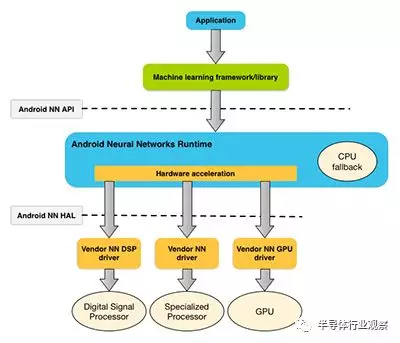 Application
Machine learning framework/library
Android NN API
Android Neural Networks Runtime
CPU
fallback
Hardware acceleration
Android NN HAL
Vendor NN DSP
driver
Vendor NN
driver
Vendor NN GPU
driver
Digital Signal
Processor
Specialized
Processor
GPU
半导体行业观察